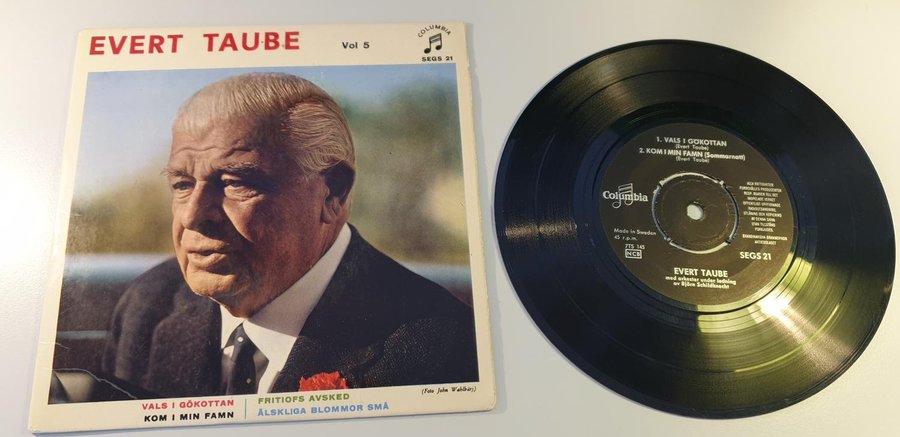 EVERT TAUBE
Vol 5
COLUMBIA
SEGS 21
(Foto John Wahlbärj)
VALS I GÖKOTTAN
KOM I MIN FAMN
FRITIOFS AVSKED
ÄLSKLIGA BLOMMOR SMÅ
1. VALS I GÖKOTTAN
(Evert Taube)
2. KOM I MIN FAMN (Sommarnatt)
(Evert Taube)
Columbia
Made in Sweden
45 r.p.m.
7TS 145
NCB
SEGS 21
EVERT TAUBE
med orkester under ledning
av Björn Schildknecht